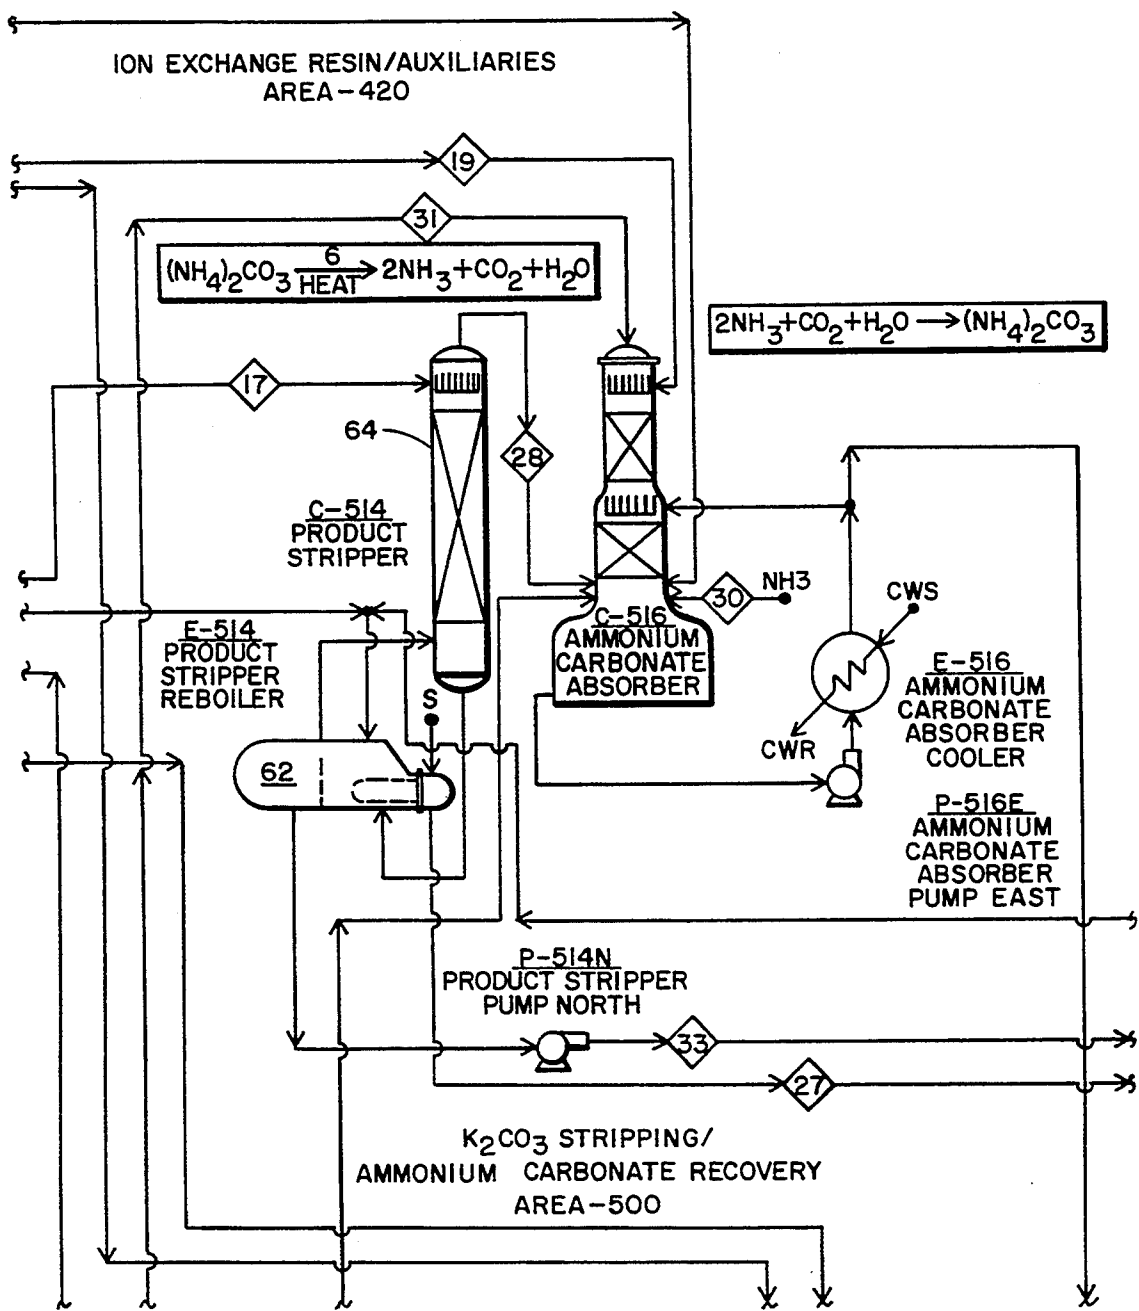 ION EXCHANGE RESIN/AUXILIARIES
AREA-420
19
31
(NH4)2CO3 6 HEAT → 2NH3+CO2+H2O
2NH3+CO2+H2O → (NH4)2CO3
17
64
28
C-514
PRODUCT
STRIPPER
NH3
30
CWS
C-516
AMMONIUM
CARBONATE
ABSORBER
E-514
PRODUCT
STRIPPER
REBOILER
S
E-516
AMMONIUM
CARBONATE
ABSORBER
COOLER
CWR
62
P-516E
AMMONIUM
CARBONATE
ABSORBER
PUMP EAST
P-514N
PRODUCT STRIPPER
PUMP NORTH
33
27
K2CO3 STRIPPING/
AMMONIUM CARBONATE RECOVERY
AREA-500